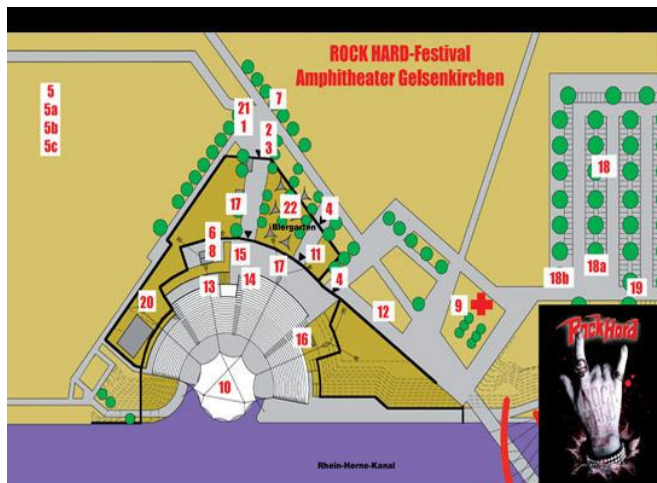 ROCK HARD-Festival
Amphitheater Gelsenkirchen
5
5a
5b
5c
7
21
1
2
3
18
17
22
4
Biergarten
6
8
15
11
17
4
13
14
18b
18a
19
20
9
12
16
10
RockHard
Rhein-Herne-Kanal